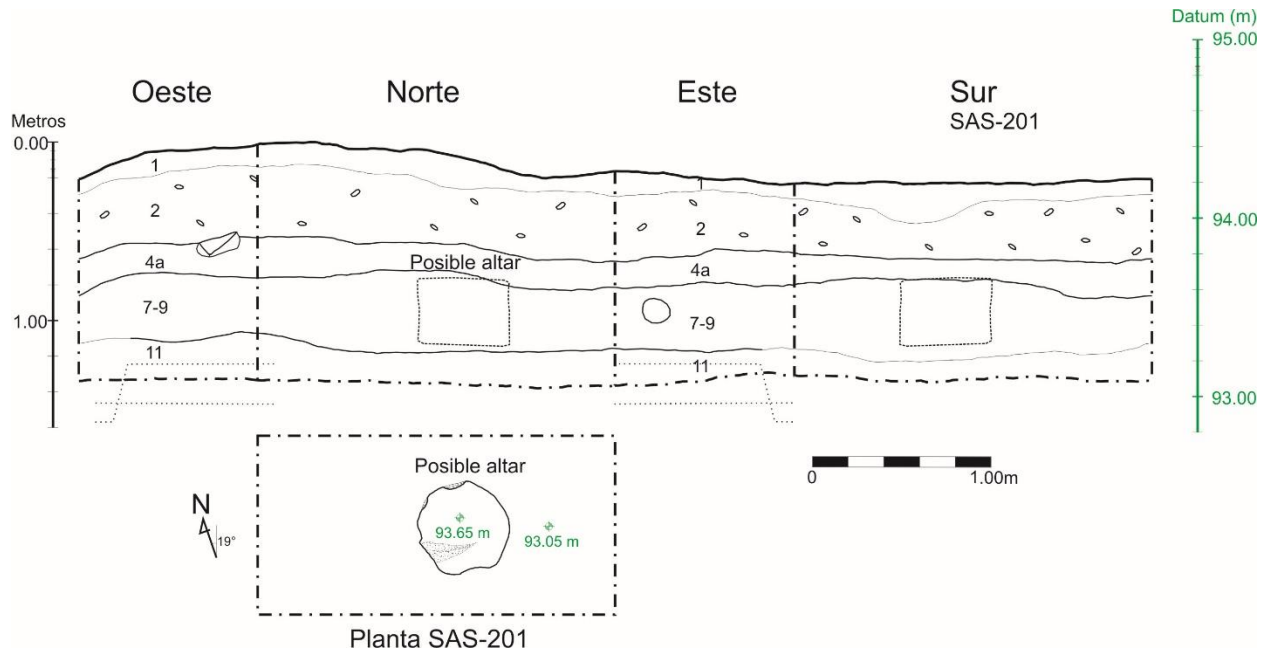 Datum (m)
95.00
Oeste
Norte
Este
Sur
SAS-201
Metros
0.00
1
1
2
2
94.00
4a
4a
Posible altar
7-9
7-9
1.00
11
11
93.00
Posible altar
N
19°
93.65 m
93.05 m
0
1.00m
Planta SAS-201